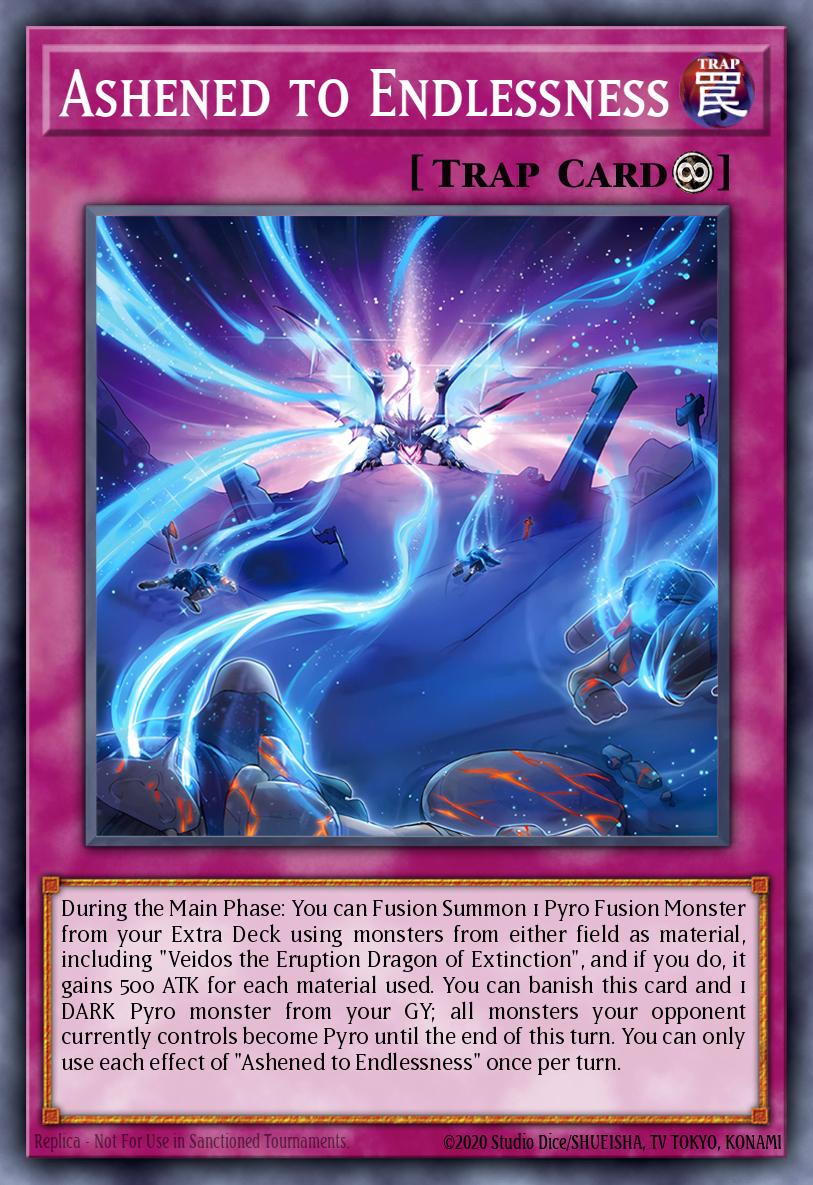 Ashened to Endlessness
TRAP
罠
[ Trap Card ]
During the Main Phase: You can Fusion Summon 1 Pyro Fusion Monster
from your Extra Deck using monsters from either field as material,
including "Veidos the Eruption Dragon of Extinction", and if you do, it
gains 500 ATK for each material used. You can banish this card and 1
DARK Pyro monster from your GY; all monsters your opponent
currently controls become Pyro until the end of this turn. You can only
use each effect of "Ashened to Endlessness" once per turn.
Replica - Not For Use in Sanctioned Tournaments.
©2020 Studio Dice/SHUEISHA, TV TOKYO, KONAMI